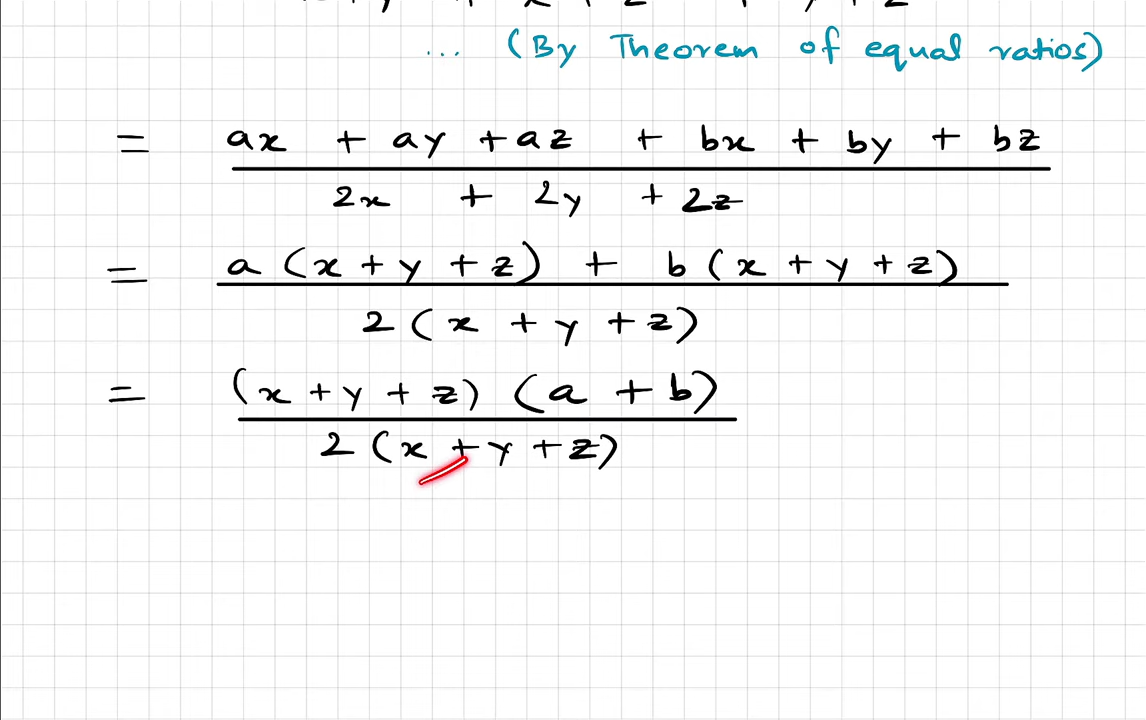 ... (By Theorem of equal ratios)
= ax + ay + az + bx + by + bz
2x + 2y + 2z
= a (x + y + z) + b (x + y + z)
2 (x + y + z)
= (x + y + z) (a + b)
2 (x + y + z)